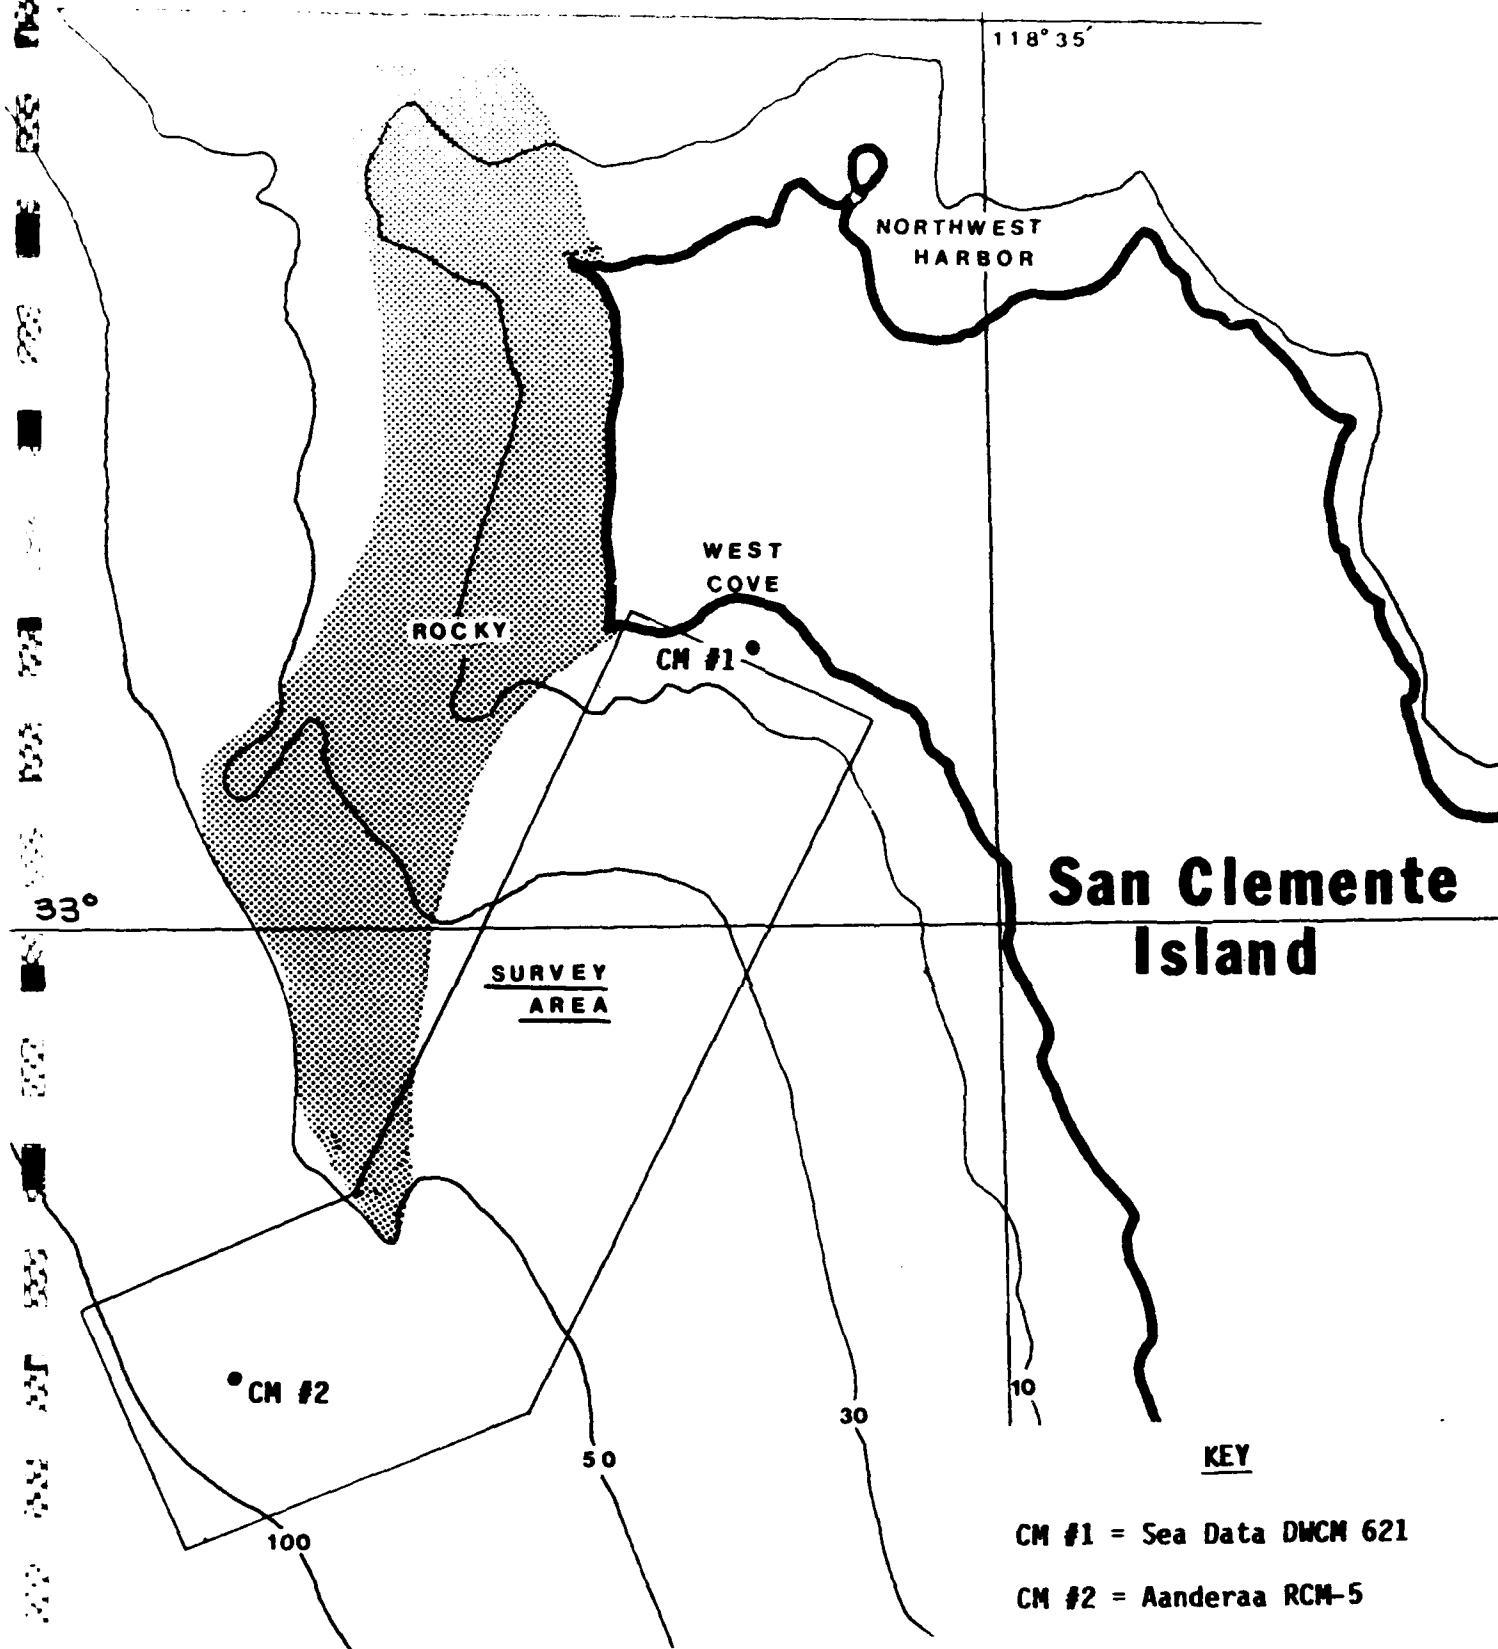 118°35′
NORTHWEST
HARBOR
WEST
COVE
ROCKY
CM #1
33°
San Clemente
Island
SURVEY
AREA
CM #2
10
30
50
100
KEY
CM #1 = Sea Data DWCM 621
CM #2 = Aanderaa RCM-5